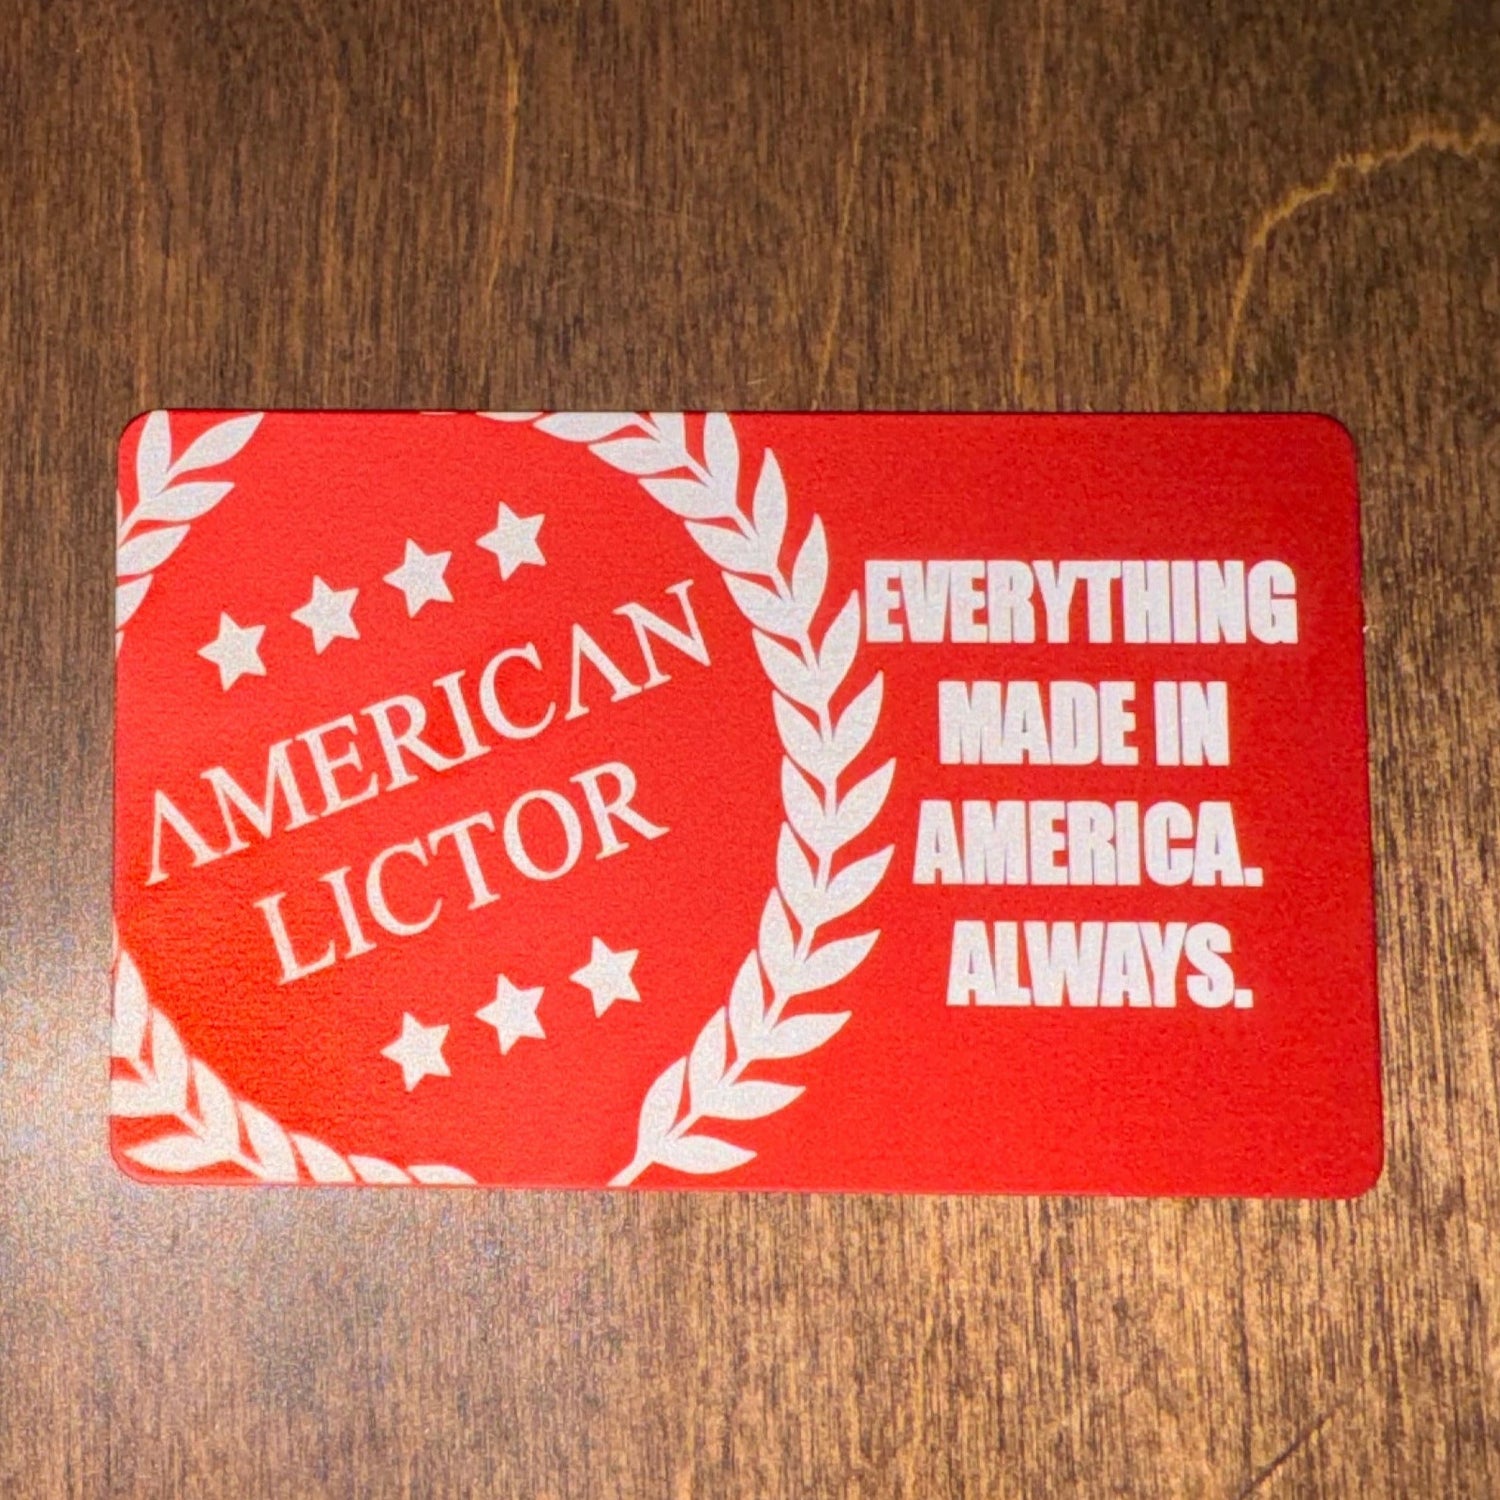 AMERICAN
LICTOR
EVERYTHING
MADE IN
AMERICA.
ALWAYS.